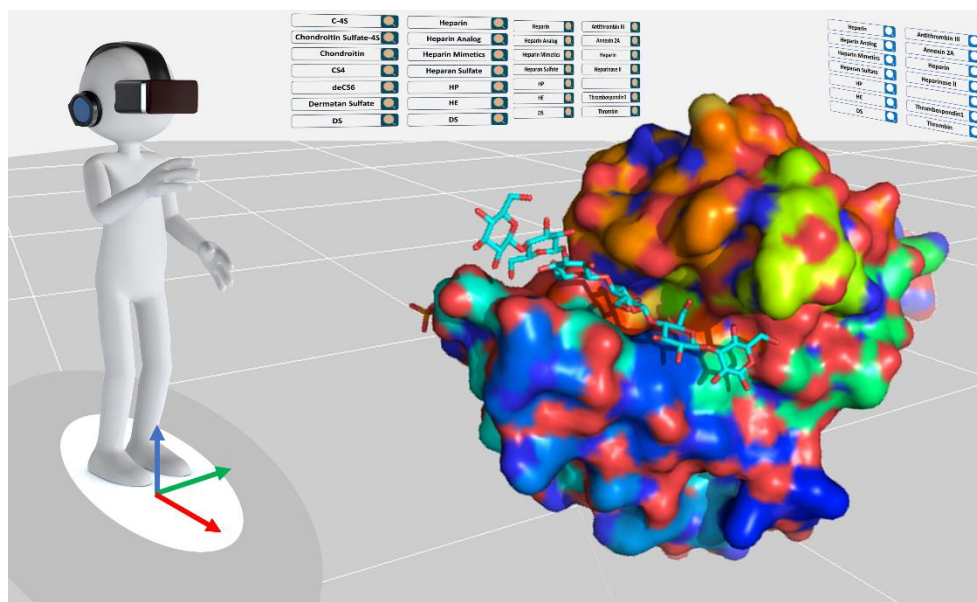 C-4S
Chondroitin Sulfate-4S
Chondroitin
CS4
deCS6
Dermatan Sulfate
DS
Heparin
Heparin Analog
Heparin Mimetics
Heparan Sulfate
HP
HE
DS
Heparin
Heparin Analog
Heparin Mimetics
Heparan Sulfate
HP
HE
DS
Antithrombin III
Annexin 2A
Heparin
Heparinase II
Thrombospondin1
Thrombin
Heparin
Heparin Analog
Heparin Mimetics
Heparan Sulfate
HP
HE
DS
Antithrombin III
Annexin 2A
Heparin
Heparinase II
Thrombospondin1
Thrombin